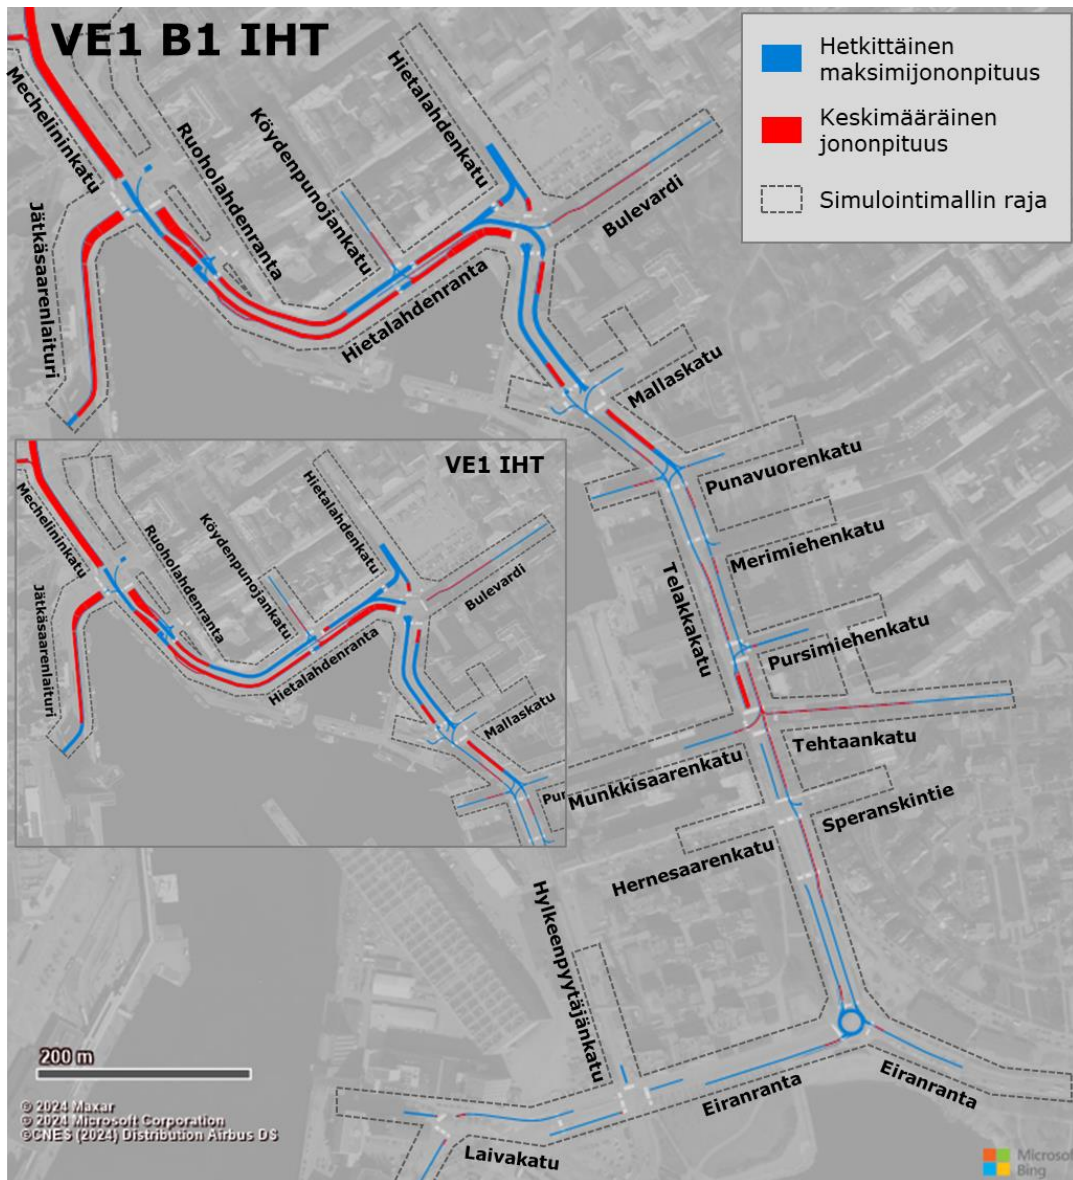 VE1 B1 IHT
Hetkittäinen
maksimijononpituus
Keskimääräinen
jononpituus
Simulointimallin raja
Mechelininkatu
Ruoholahdenranta
Köydenpunojankatu
Hietalahdenkatu
Bulevardi
Jätkäsaarenlaituri
Hietalahdenranta
Mallaskatu
Punavuorenkatu
Merimiehenkatu
Telakkakatu
Pursimiehenkatu
Tehtaankatu
Munkkisaarenkatu
Speranskintie
Hernesaarenkatu
Hylkeenpyytäjänkatu
Eiranranta
Eiranranta
Laivakatu
VE1 IHT
Mechelininkatu
Ruoholahdenranta
Köydenpunojankatu
Hietalahdenkatu
Bulevardi
Jätkäsaarenlaituri
Hietalahdenranta
Mallaskatu
Pur
200 m
© 2024 Maxar
© 2024 Microsoft Corporation
©CNES (2024) Distribution Airbus DS
Microsof
Bing